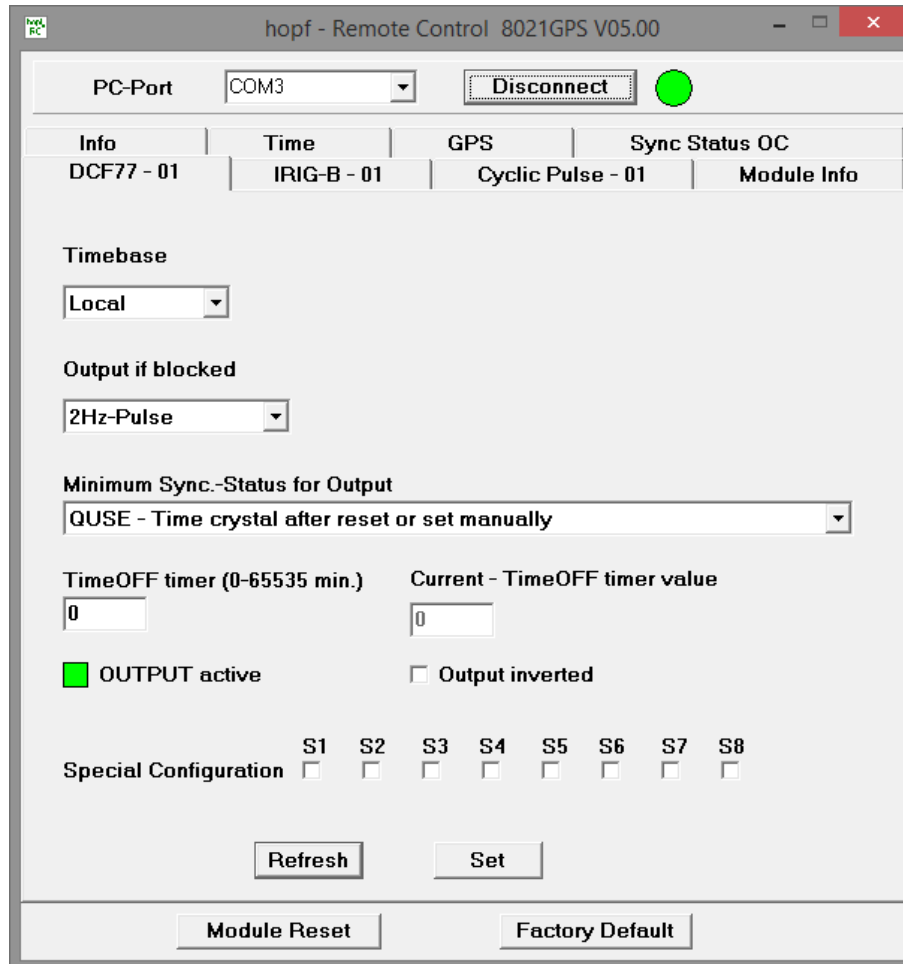 hopf RC
hopf - Remote Control 8021GPS V05.00
PC-Port COM3 Disconnect
Info Time GPS Sync Status OC
DCF77 - 01 IRIG-B - 01 Cyclic Pulse - 01 Module Info
Timebase
Local
Output if blocked
2Hz-Pulse
Minimum Sync.-Status for Output
QUSE - Time crystal after reset or set manually
TimeOFF timer (0-65535 min.) Current - TimeOFF timer value
0 0
OUTPUT active Output inverted
S1 S2 S3 S4 S5 S6 S7 S8
Special Configuration
Refresh Set
Module Reset Factory Default